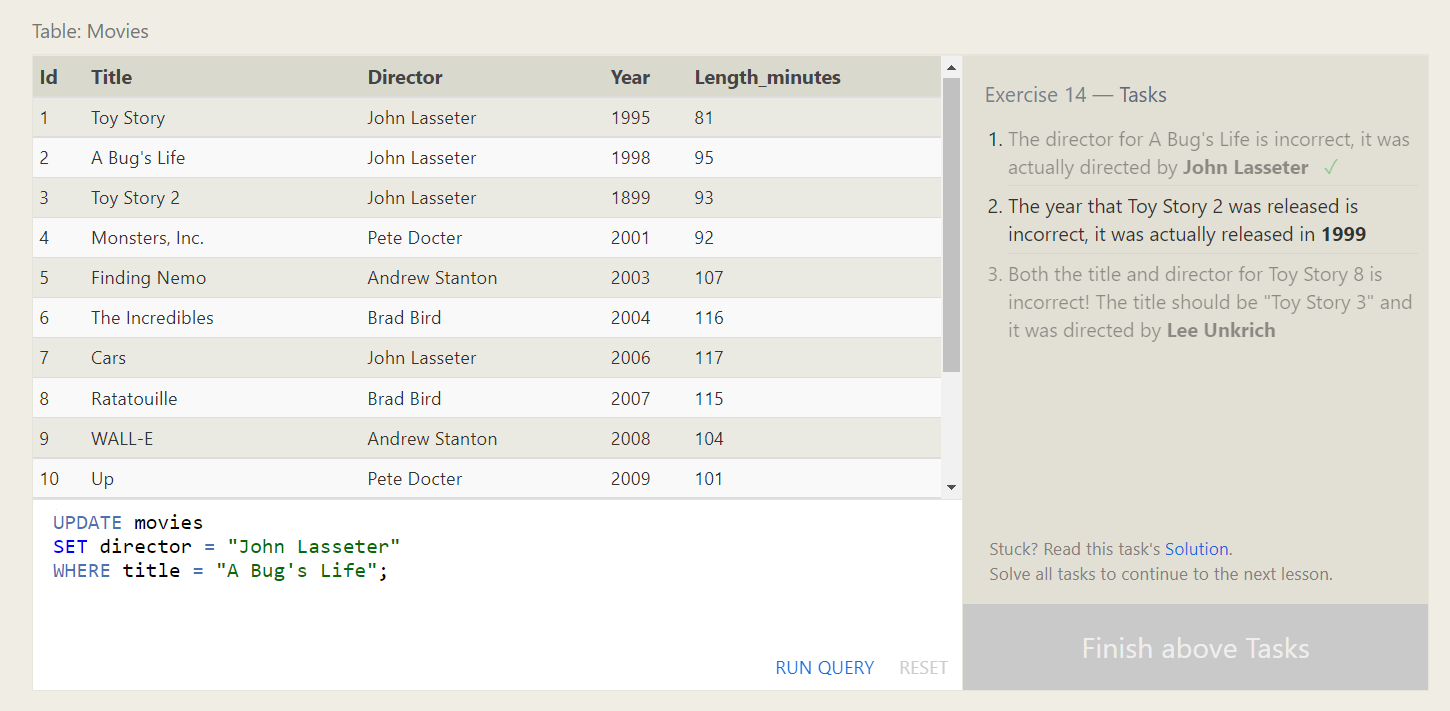 Table: Movies
Id Title Director Year Length_minutes
1 Toy Story John Lasseter 1995 81
2 A Bug's Life John Lasseter 1998 95
3 Toy Story 2 John Lasseter 1899 93
4 Monsters, Inc. Pete Docter 2001 92
5 Finding Nemo Andrew Stanton 2003 107
6 The Incredibles Brad Bird 2004 116
7 Cars John Lasseter 2006 117
8 Ratatouille Brad Bird 2007 115
9 WALL-E Andrew Stanton 2008 104
10 Up Pete Docter 2009 101
UPDATE movies
SET director = "John Lasseter"
WHERE title = "A Bug's Life";
RUN QUERY RESET
Exercise 14 — Tasks
1. The director for A Bug's Life is incorrect, it was
actually directed by John Lasseter ✓
2. The year that Toy Story 2 was released is
incorrect, it was actually released in 1999
3. Both the title and director for Toy Story 8 is
incorrect! The title should be "Toy Story 3" and
it was directed by Lee Unkrich
Stuck? Read this task's Solution.
Solve all tasks to continue to the next lesson.
Finish above Tasks